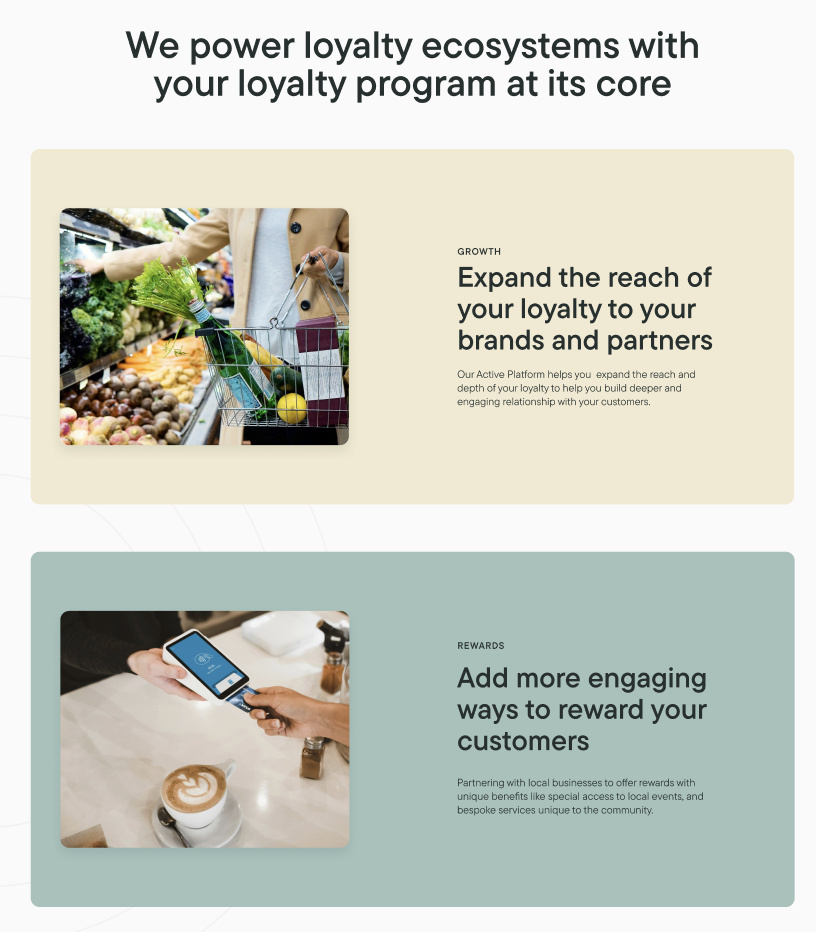 We power loyalty ecosystems with
your loyalty program at its core
GROWTH
Expand the reach of
your loyalty to your
brands and partners
Our Active Platform helps you  expand the reach and
depth of your loyalty to help you build deeper and
engaging relationship with your customers.
REWARDS
Add more engaging
ways to reward your
customers
Partnering with local businesses to offer rewards with
unique benefits like special access to local events, and
bespoke services unique to the community.